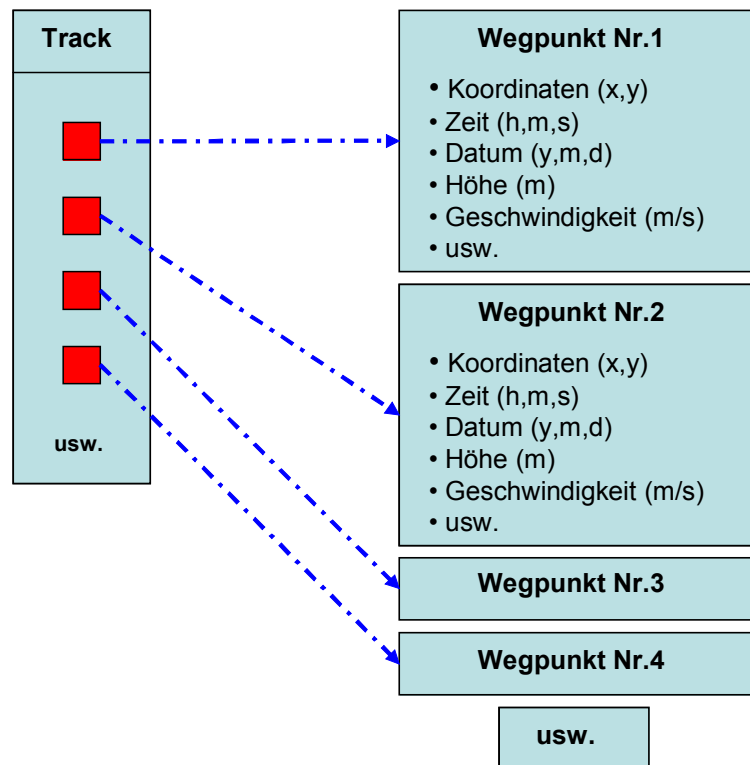 Track
usw.
Wegpunkt Nr.1
• Koordinaten (x,y)
• Zeit (h,m,s)
• Datum (y,m,d)
• Höhe (m)
• Geschwindigkeit (m/s)
• usw.
Wegpunkt Nr.2
• Koordinaten (x,y)
• Zeit (h,m,s)
• Datum (y,m,d)
• Höhe (m)
• Geschwindigkeit (m/s)
• usw.
Wegpunkt Nr.3
Wegpunkt Nr.4
usw.